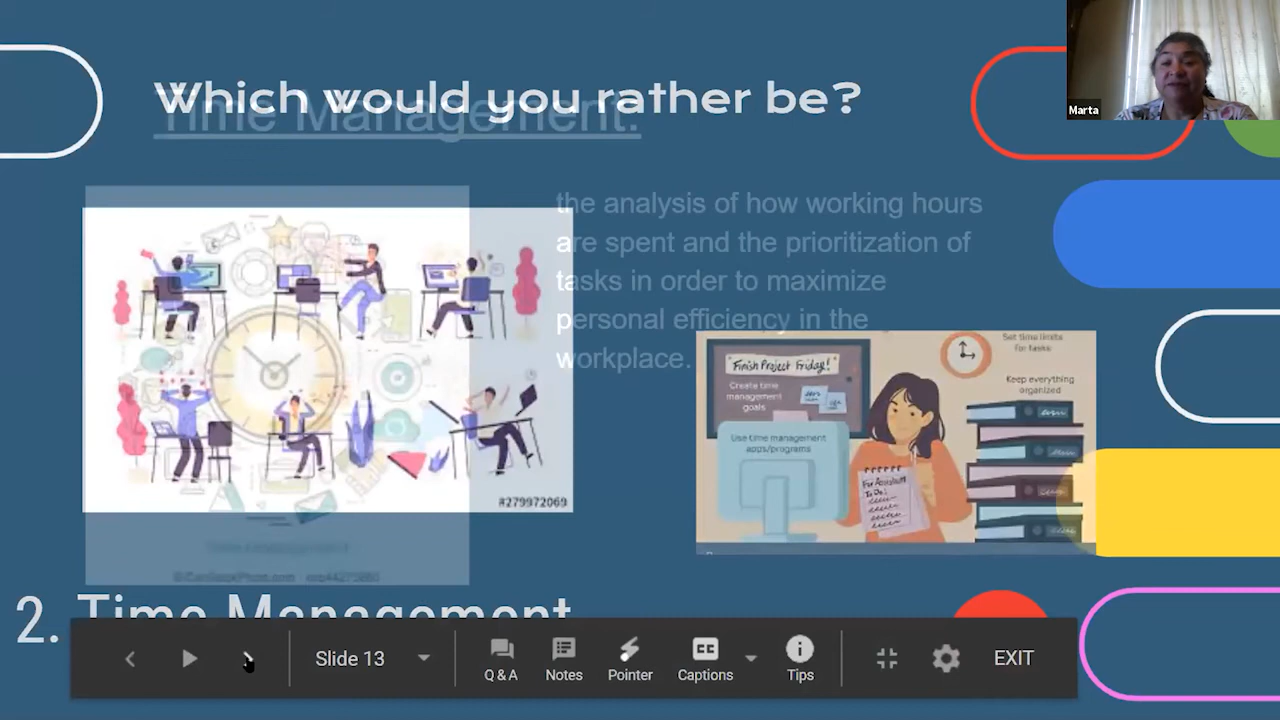 Which would you rather be?
Time Management:
Marta
the analysis of how working hours
are spent and the prioritization of
tasks in order to maximize
personal efficiency in the
workplace.
#279972069
Finish Project Friday!
Create time
management
goals
Use time management
apps/programs
For Assistant
To Do:
Set time limits
for tasks
Keep everything
organized
2. Time Management
Slide 13
Q & A
Notes
Pointer
CC
Captions
Tips
EXIT